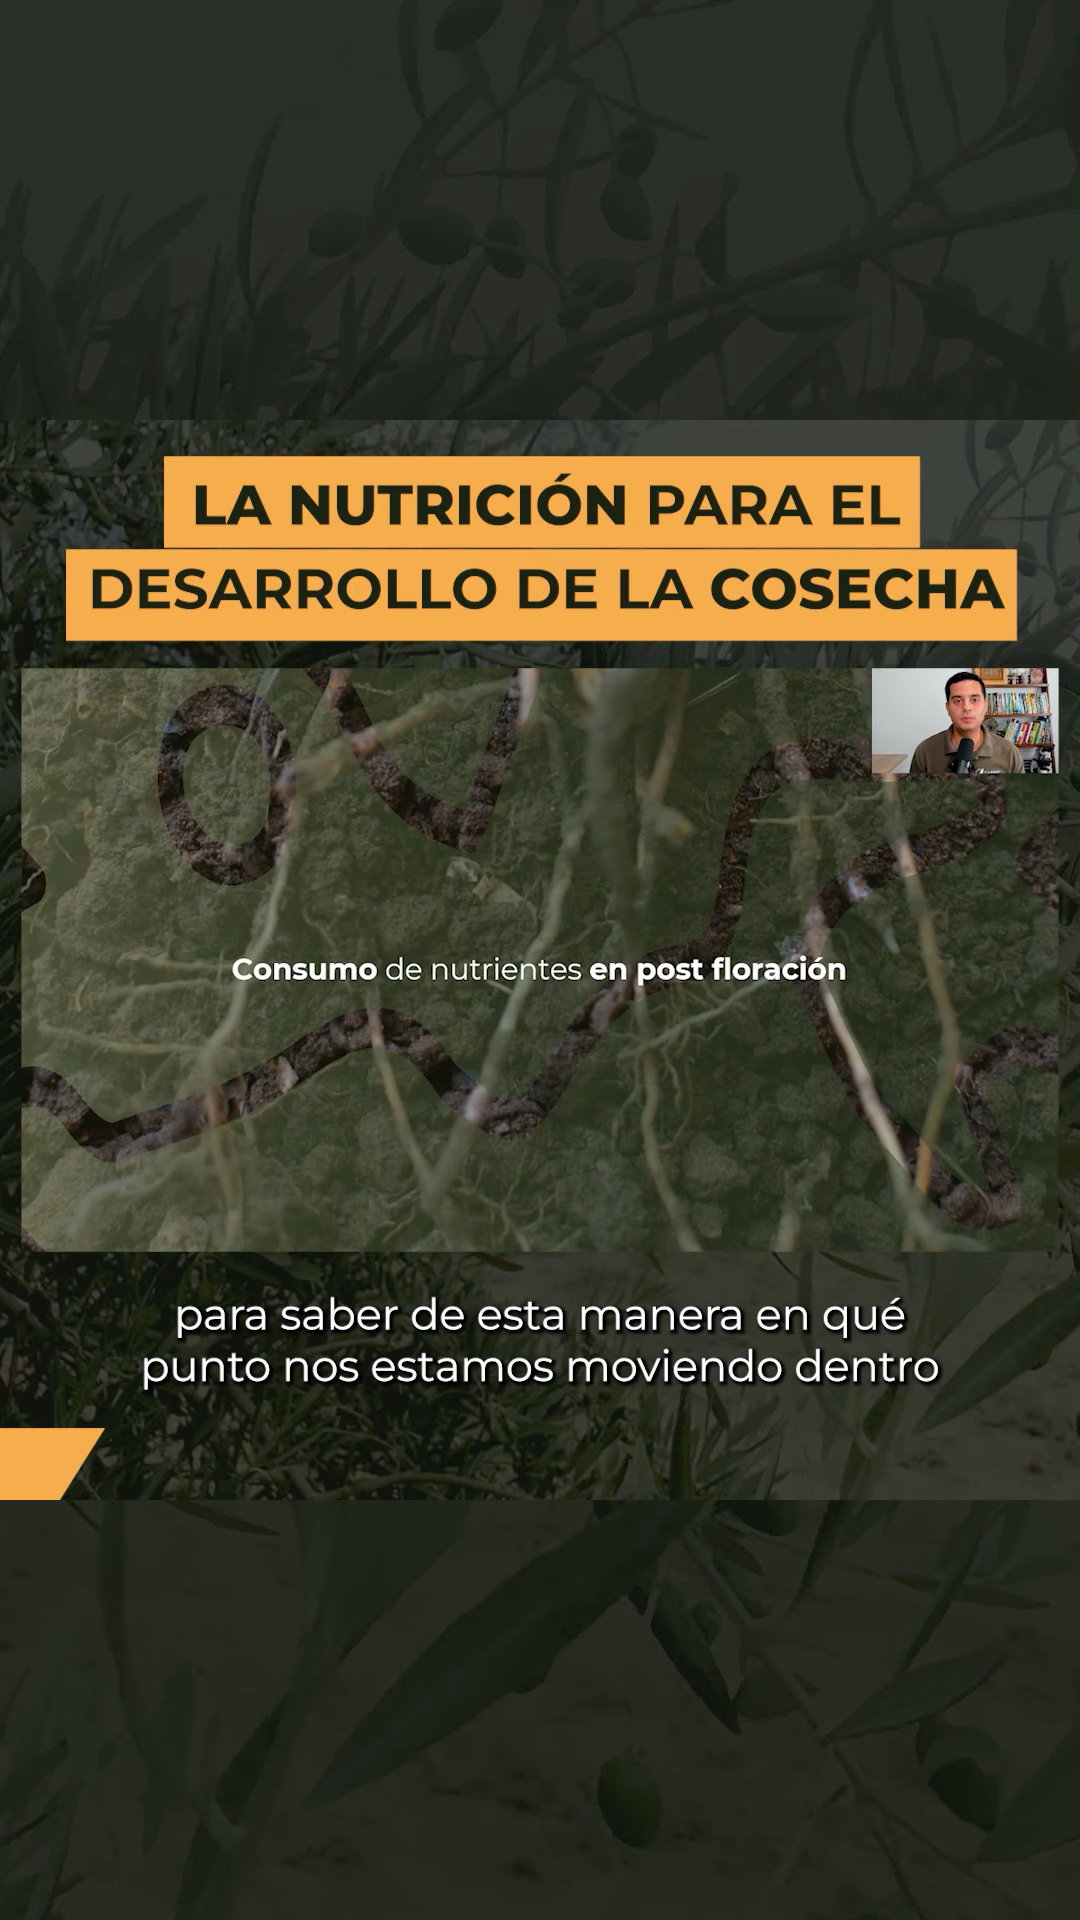 LA NUTRICIÓN PARA EL
DESARROLLO DE LA COSECHA
Consumo de nutrientes en post floración
para saber de esta manera en qué
punto nos estamos moviendo dentro